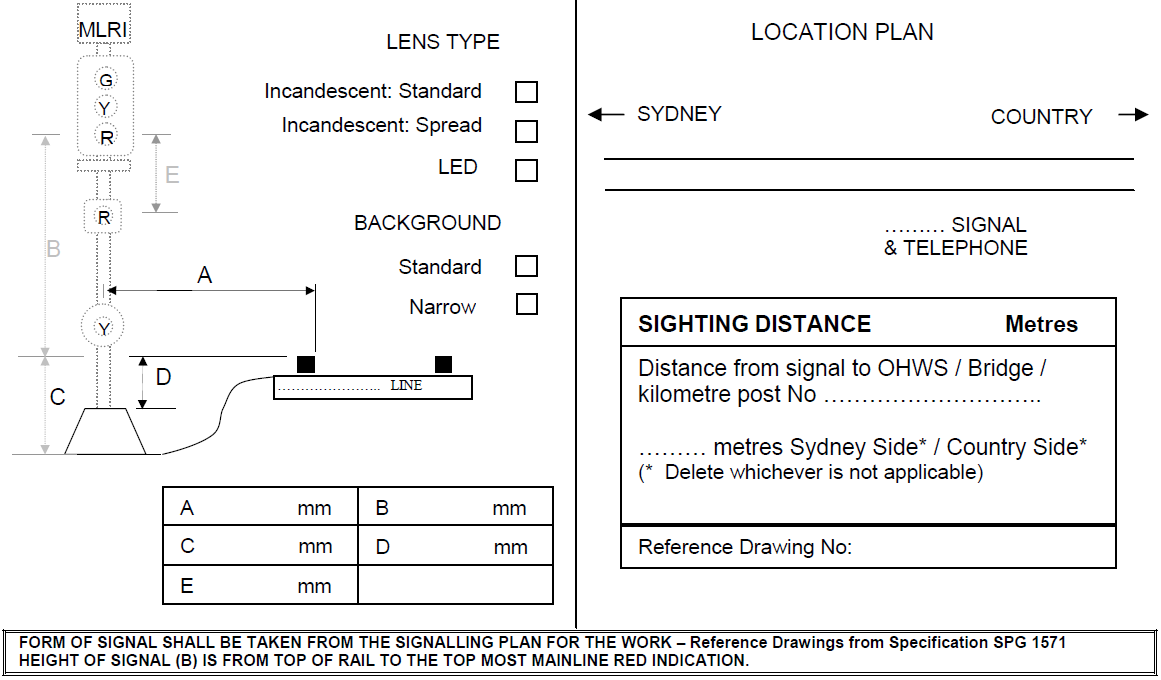 MLRI
G
Y
R
E
R
B
A
Y
D
C
LENS TYPE
Incandescent: Standard
Incandescent: Spread
LED
BACKGROUND
Standard
Narrow
………………….. LINE
A mm B mm
C mm D mm
E mm
LOCATION PLAN
SYDNEY COUNTRY
……… SIGNAL
& TELEPHONE
SIGHTING DISTANCE Metres
Distance from signal to OHWS / Bridge /
kilometre post No ………………………..
……… metres Sydney Side* / Country Side*
(* Delete whichever is not applicable)
Reference Drawing No:
FORM OF SIGNAL SHALL BE TAKEN FROM THE SIGNALLING PLAN FOR THE WORK – Reference Drawings from Specification SPG 1571
HEIGHT OF SIGNAL (B) IS FROM TOP OF RAIL TO THE TOP MOST MAINLINE RED INDICATION.